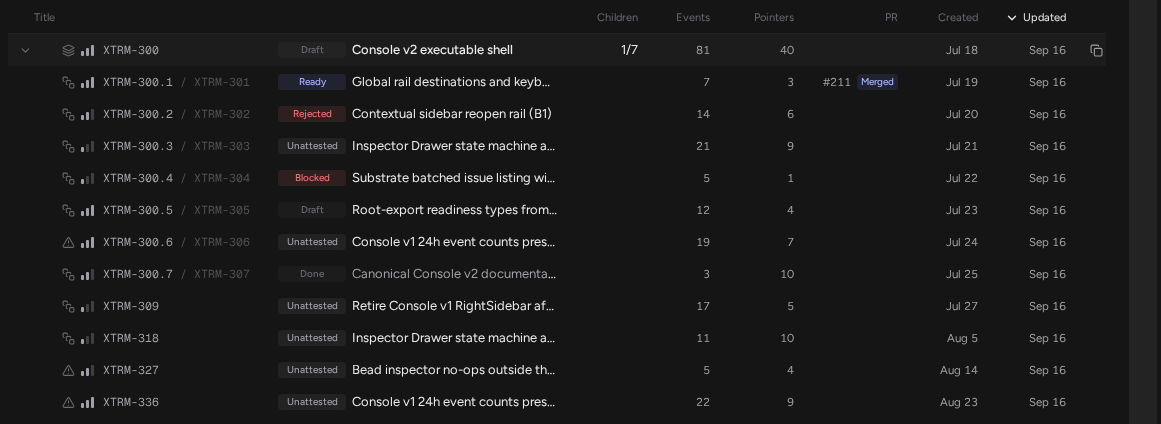 Title Children Events Pointers PR Created Updated
XTRM-300 Draft Console v2 executable shell 1/7 81 40 Jul 18 Sep 16
XTRM-300.1 / XTRM-301 Ready Global rail destinations and keyb... 7 3 #211 Merged Jul 19 Sep 16
XTRM-300.2 / XTRM-302 Rejected Contextual sidebar reopen rail (B1) 14 6 Jul 20 Sep 16
XTRM-300.3 / XTRM-303 Unattested Inspector Drawer state machine a... 21 9 Jul 21 Sep 16
XTRM-300.4 / XTRM-304 Blocked Substrate batched issue listing wi... 5 1 Jul 22 Sep 16
XTRM-300.5 / XTRM-305 Draft Root-export readiness types from... 12 4 Jul 23 Sep 16
XTRM-300.6 / XTRM-306 Unattested Console v1 24h event counts pres... 19 7 Jul 24 Sep 16
XTRM-300.7 / XTRM-307 Done Canonical Console v2 documenta... 3 10 Jul 25 Sep 16
XTRM-309 Unattested Retire Console v1 RightSidebar af... 17 5 Jul 27 Sep 16
XTRM-318 Unattested Inspector Drawer state machine a... 11 10 Aug 5 Sep 16
XTRM-327 Unattested Bead inspector no-ops outside th... 5 4 Aug 14 Sep 16
XTRM-336 Unattested Console v1 24h event counts pres... 22 9 Aug 23 Sep 16